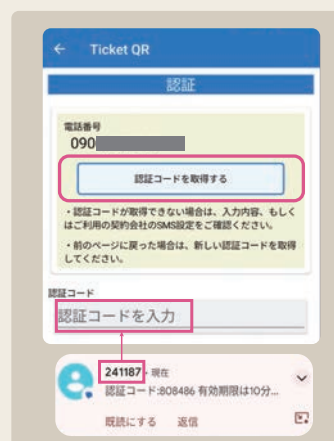 ← Ticket QR
認証
電話番号
090
認証コードを取得する
・認証コードが取得できない場合は、入力内容、もしく
はご利用の契約会社のSMS設定をご確認ください。
・前のページに戻った場合は、新しい認証コードを取得
してください。
認証コード
認証コードを入力
241187・現在
認証コード:808486 有効期限は10分...
既読にする 返信